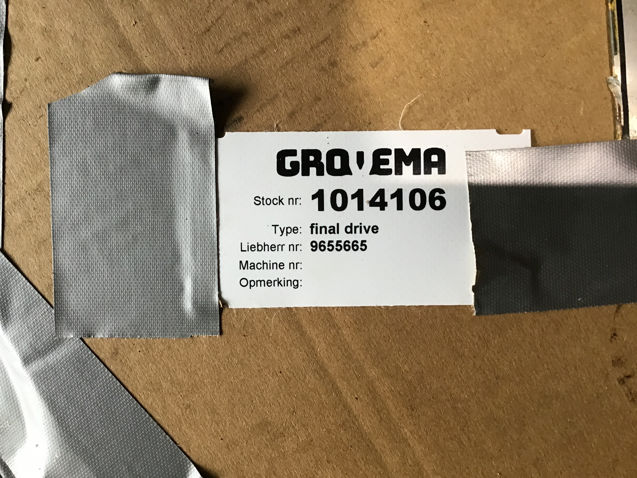 GROVEMA
Stock nr: 1014106
Type: final drive
Liebherr nr: 9655665
Machine nr:
Opmerking: